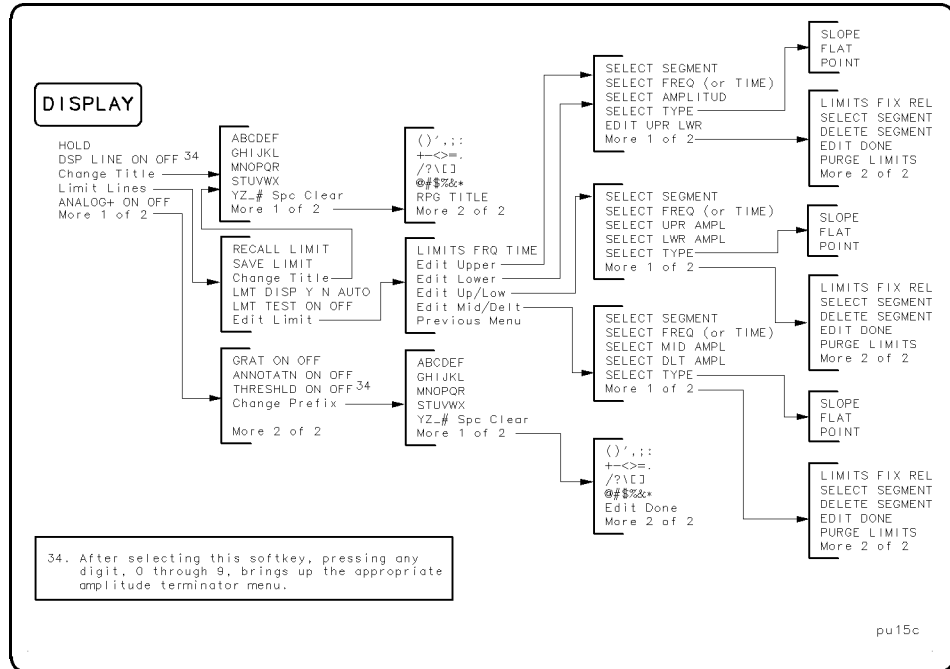 DISPLAY
HOLD
DSP LINE ON OFF 34
Change Title
Limit Lines
ANALOG+ ON OFF
More 1 of 2
ABCDEF
GHIJKL
MNOPQR
STUVWX
YZ_# Spc Clear
More 1 of 2
()',;:
+-<>=.
/?\[]
@#$%&*
RPG TITLE
More 2 of 2
RECALL LIMIT
SAVE LIMIT
Change Title
LMT DISP Y N AUTO
LMT TEST ON OFF
Edit Limit
LIMITS FRQ TIME
Edit Upper
Edit Lower
Edit Up/Low
Edit Mid/Delt
Previous Menu
GRAT ON OFF
ANNOTATN ON OFF
THRESHLD ON OFF 34
Change Prefix
More 2 of 2
ABCDEF
GHIJKL
MNOPQR
STUVWX
YZ_# Spc Clear
More 1 of 2
()',;:
+-<>=.
/?\[]
@#$%&*
Edit Done
More 2 of 2
SELECT SEGMENT
SELECT FREQ (or TIME)
SELECT AMPLITUD
SELECT TYPE
EDIT UPR LWR
More 1 of 2
SLOPE
FLAT
POINT
LIMITS FIX REL
SELECT SEGMENT
DELETE SEGMENT
EDIT DONE
PURGE LIMITS
More 2 of 2
SELECT SEGMENT
SELECT FREQ (or TIME)
SELECT UPR AMPL
SELECT LWR AMPL
SELECT TYPE
More 1 of 2
SLOPE
FLAT
POINT
LIMITS FIX REL
SELECT SEGMENT
DELETE SEGMENT
EDIT DONE
PURGE LIMITS
More 2 of 2
SELECT SEGMENT
SELECT FREQ (or TIME)
SELECT MID AMPL
SELECT DLT AMPL
SELECT TYPE
More 1 of 2
SLOPE
FLAT
POINT
LIMITS FIX REL
SELECT SEGMENT
DELETE SEGMENT
EDIT DONE
PURGE LIMITS
More 2 of 2
34. After selecting this softkey, pressing any
digit, 0 through 9, brings up the appropriate
amplitude terminator menu.
pu15c